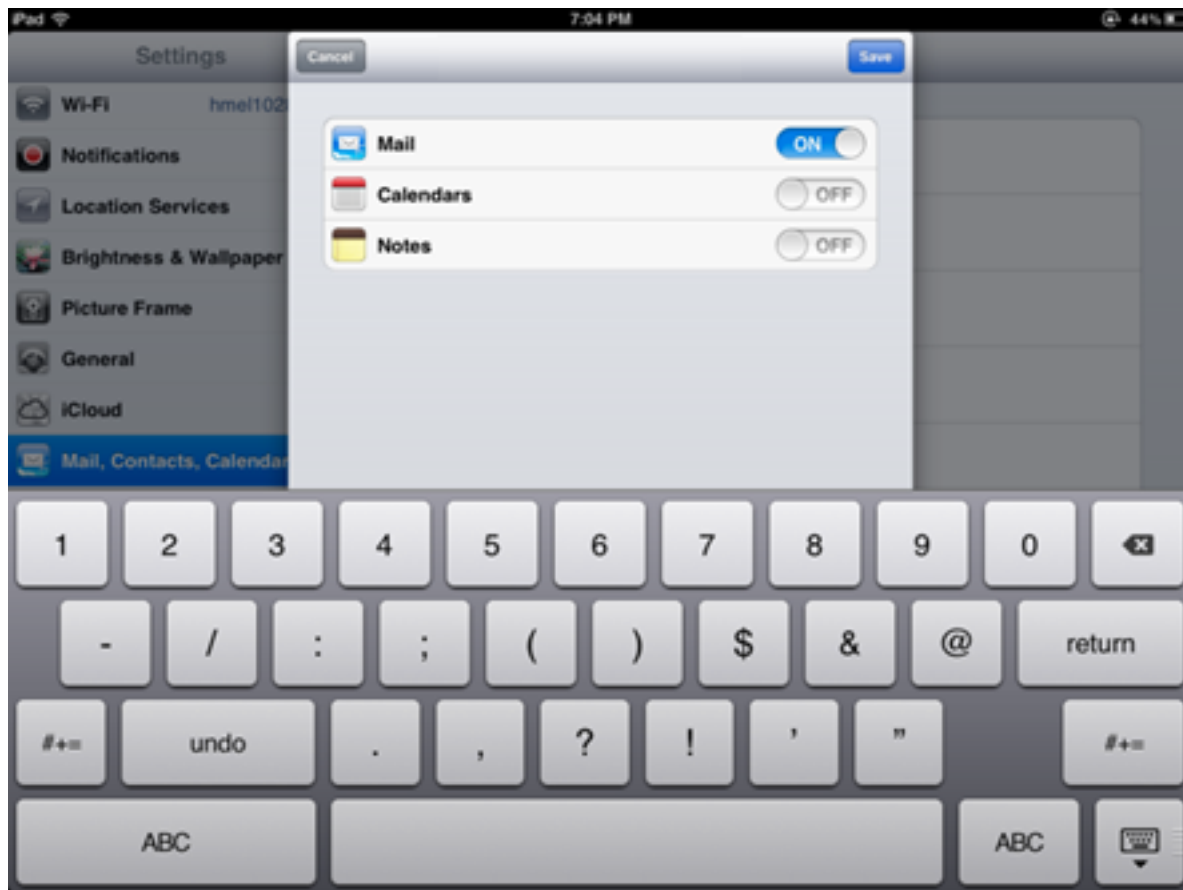 iPad 7:04 PM 44%
Settings Cancel Save
Wi-Fi hmel102
Mail ON
Notifications
Calendars OFF
Location Services
Notes OFF
Brightness & Wallpaper
Picture Frame
General
iCloud
Mail, Contacts, Calendar
1 2 3 4 5 6 7 8 9 0
- / : ; ( ) $ & @ return
#+= undo . , ? ! ' " #+=
ABC ABC